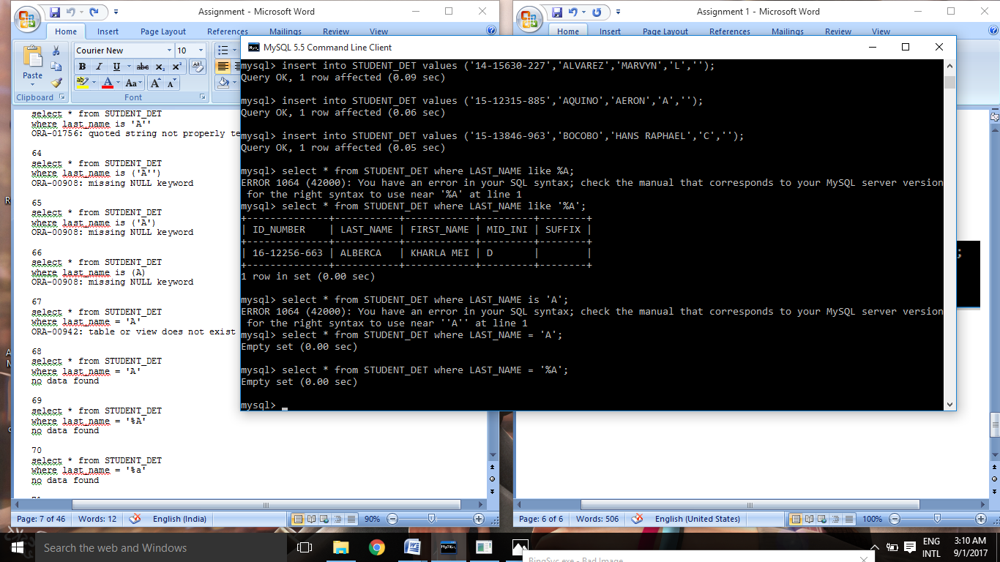 Assignment - Microsoft Word
Home Insert Page Layout References Mailings Review View
Paste
Clipboard
Courier New 10
Font
select * from SUTDENT_DET
where last_name is 'A''
ORA-01756: quoted string not properly te
64
select * from SUTDENT_DET
where last_name is ('A'')
ORA-00908: missing NULL keyword
65
select * from SUTDENT_DET
where last_name is ('A')
ORA-00908: missing NULL keyword
66
select * from SUTDENT_DET
where last_name is (A)
ORA-00908: missing NULL keyword
67
select * from SUTDENT_DET
where last_name = 'A'
ORA-00942: table or view does not exist
68
select * from STUDENT_DET
where last_name = 'A'
no data found
69
select * from STUDENT_DET
where last_name = '%A'
no data found
70
select * from STUDENT_DET
where last_name = '%a'
no data found
Page: 7 of 46 Words: 12 English (India) 90%
Assignment 1 - Microsoft Word
Home Insert Page Layout References Mailings Review View
MySQL 5.5 Command Line Client
mysql> insert into STUDENT_DET values ('14-15630-227','ALVAREZ','MARVYN','L','');
Query OK, 1 row affected (0.09 sec)
mysql> insert into STUDENT_DET values ('15-12315-885','AQUINO','AERON','A','');
Query OK, 1 row affected (0.06 sec)
mysql> insert into STUDENT_DET values ('15-13846-963','BOCOBO','HANS RAPHAEL','C','');
Query OK, 1 row affected (0.05 sec)
mysql> select * from STUDENT_DET where LAST_NAME like %A;
ERROR 1064 (42000): You have an error in your SQL syntax; check the manual that corresponds to your MySQL server version
for the right syntax to use near '%A' at line 1
mysql> select * from STUDENT_DET where LAST_NAME like '%A';
+--------------+-----------+------------+---------+--------+
| ID_NUMBER | LAST_NAME | FIRST_NAME | MID_INI | SUFFIX |
+--------------+-----------+------------+---------+--------+
| 16-12256-663 | ALBERCA | KHARLA MEI | D | |
+--------------+-----------+------------+---------+--------+
1 row in set (0.00 sec)
mysql> select * from STUDENT_DET where LAST_NAME is 'A';
ERROR 1064 (42000): You have an error in your SQL syntax; check the manual that corresponds to your MySQL server version
for the right syntax to use near ''A'' at line 1
mysql> select * from STUDENT_DET where LAST_NAME = 'A';
Empty set (0.00 sec)
mysql> select * from STUDENT_DET where LAST_NAME = '%A';
Empty set (0.00 sec)
mysql>
Page: 6 of 6 Words: 506 English (United States) 100%
Search the web and Windows
ENG
INTL
3:10 AM
9/1/2017